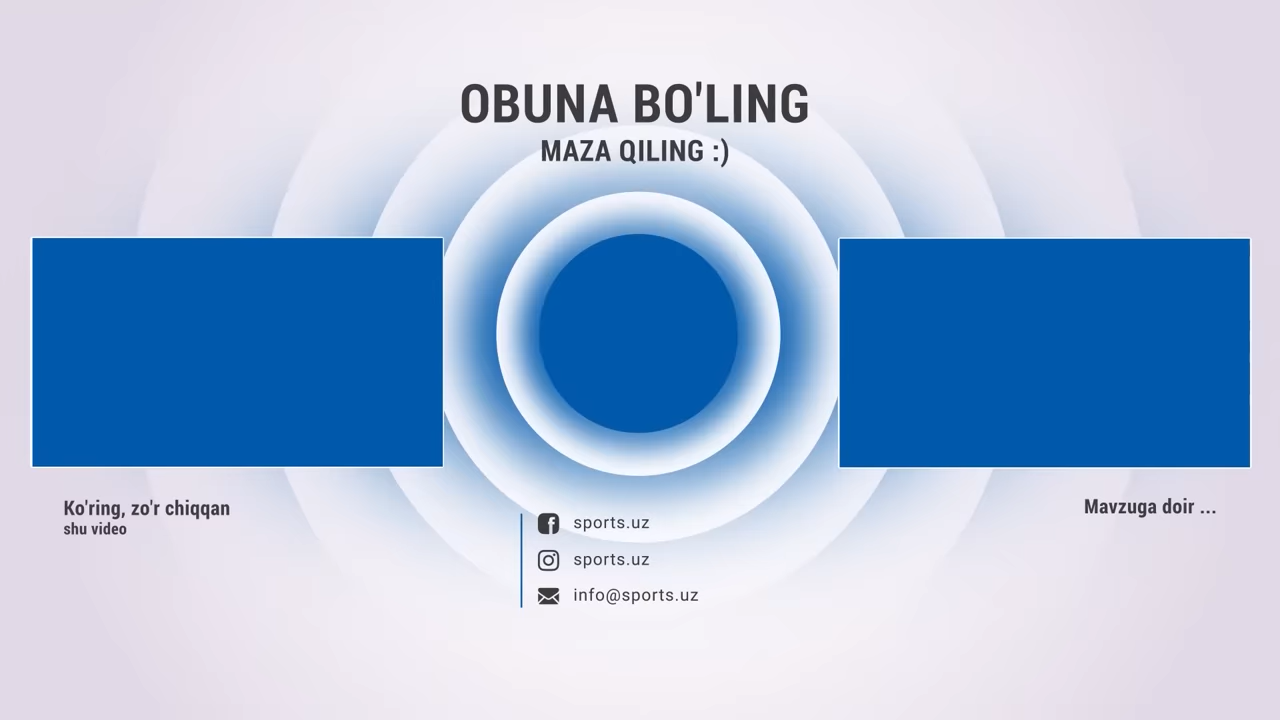 OBUNA BO'LING
MAZA QILING :)
Ko'ring, zo'r chiqqan
shu video
Mavzuga doir ...
sports.uz
sports.uz
info@sports.uz